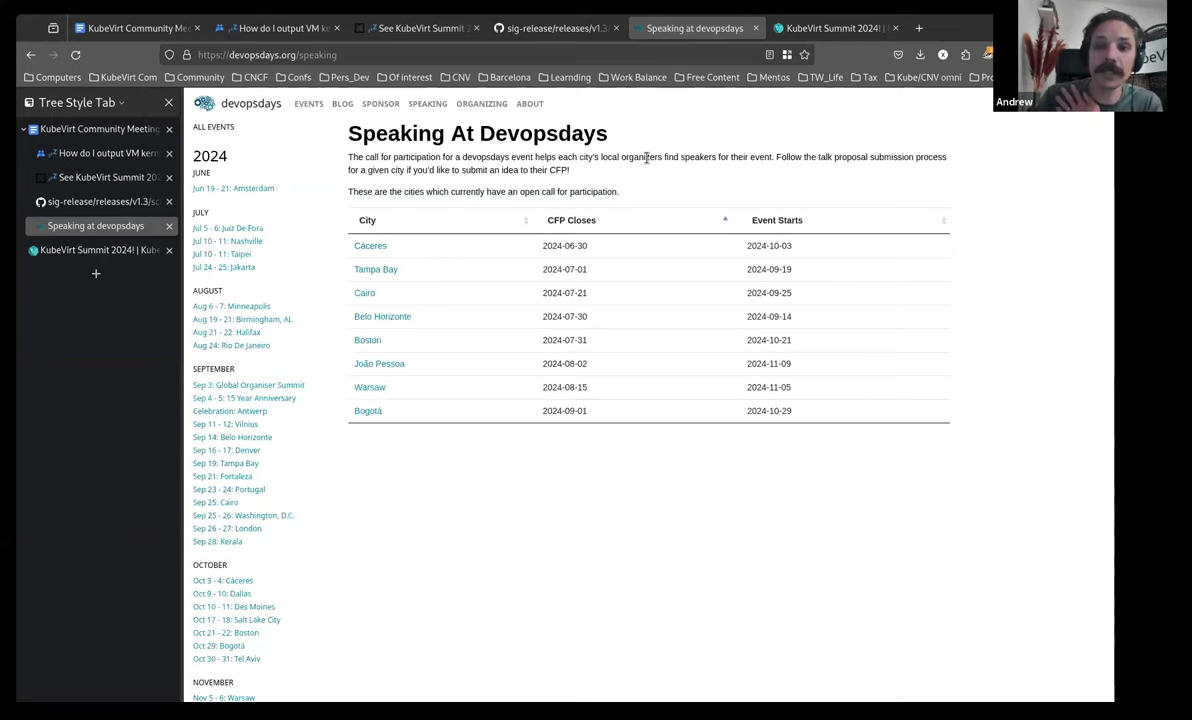 KubeVirt Community Mee
How do I output VM ker
See KubeVirt Summit 2
sig-release/releases/v1.3/
Speaking at devopsdays
KubeVirt Summit 2024! |
https://devopsdays.org/speaking
Computers
KubeVirt Com
Community
CNCF
Confs
Pers_Dev
Of interest
CNV
Barcelona
Learnding
Work Balance
Free Content
Mentos
TW_Life
Tax
Kube/CNV omni
Andrew
Tree Style Tab
KubeVirt Community Meeting
How do I output VM ker
See KubeVirt Summit 202
sig-release/releases/v1.3/sc
Speaking at devopsdays
KubeVirt Summit 2024! | Kube
devopsdays
EVENTS BLOG SPONSOR SPEAKING ORGANIZING ABOUT
ALL EVENTS
2024
JUNE
Jun 19 - 21: Amsterdam
JULY
Jul 5 - 6: Juiz De Fora
Jul 10 - 11: Nashville
Jul 10 - 11: Taipei
Jul 24 - 25: Jakarta
AUGUST
Aug 6 - 7: Minneapolis
Aug 19 - 21: Birmingham, AL
Aug 21 - 22: Halifax
Aug 24: Rio De Janeiro
SEPTEMBER
Sep 3: Global Organiser Summit
Sep 4 - 5: 15 Year Anniversary
Celebration: Antwerp
Sep 11 - 12: Vilnius
Sep 14: Belo Horizonte
Sep 16 - 17: Denver
Sep 19: Tampa Bay
Sep 21: Fortaleza
Sep 23 - 24: Portugal
Sep 25: Cairo
Sep 25 - 26: Washington, D.C.
Sep 26 - 27: London
Sep 28: Kerala
OCTOBER
Oct 3 - 4: Cáceres
Oct 9 - 10: Dallas
Oct 10 - 11: Des Moines
Oct 17 - 18: Salt Lake City
Oct 21 - 22: Boston
Oct 29: Bogotá
Oct 30 - 31: Tel Aviv
NOVEMBER
Nov 5 - 6: Warsaw
Speaking At Devopsdays
The call for participation for a devopsdays event helps each city's local organizers find speakers for their event. Follow the talk proposal submission process
for a given city if you'd like to submit an idea to their CFP!
These are the cities which currently have an open call for participation.
City CFP Closes Event Starts
Cáceres 2024-06-30 2024-10-03
Tampa Bay 2024-07-01 2024-09-19
Cairo 2024-07-21 2024-09-25
Belo Horizonte 2024-07-30 2024-09-14
Boston 2024-07-31 2024-10-21
João Pessoa 2024-08-02 2024-11-09
Warsaw 2024-08-15 2024-11-05
Bogotá 2024-09-01 2024-10-29